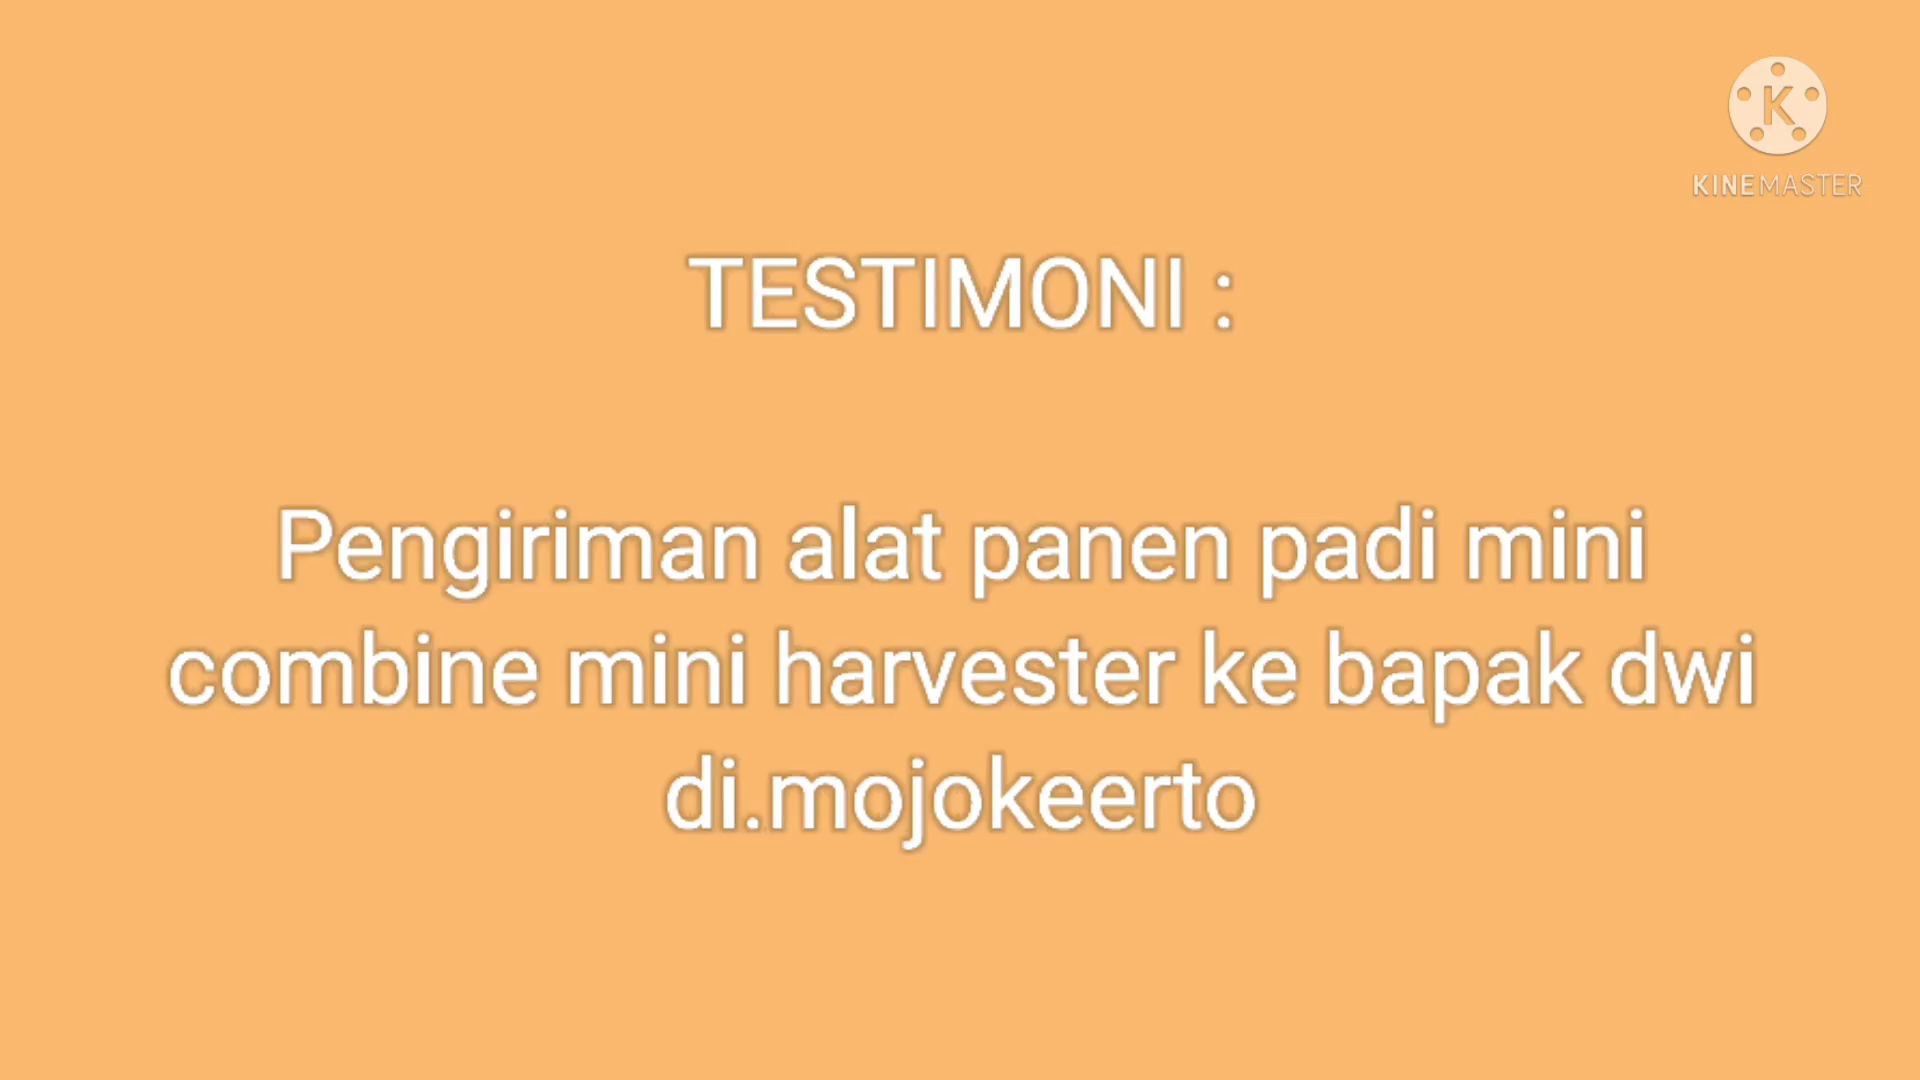 K
KINEMASTER
TESTIMONI :
Pengiriman alat panen padi mini
combine mini harvester ke bapak dwi
di.mojokeerto